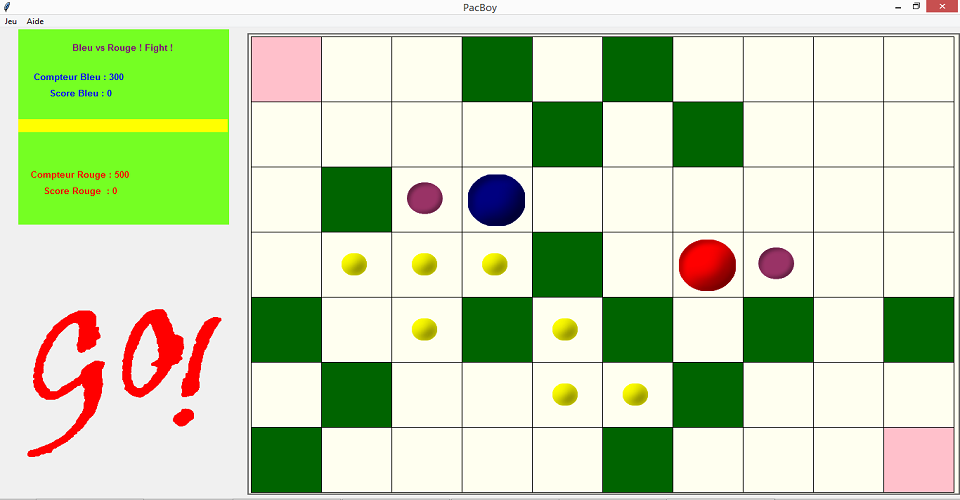 PacBoy
Jeu Aide
Bleu vs Rouge ! Fight !
Compteur Bleu : 300
Score Bleu : 0
Compteur Rouge : 500
Score Rouge : 0
GO!